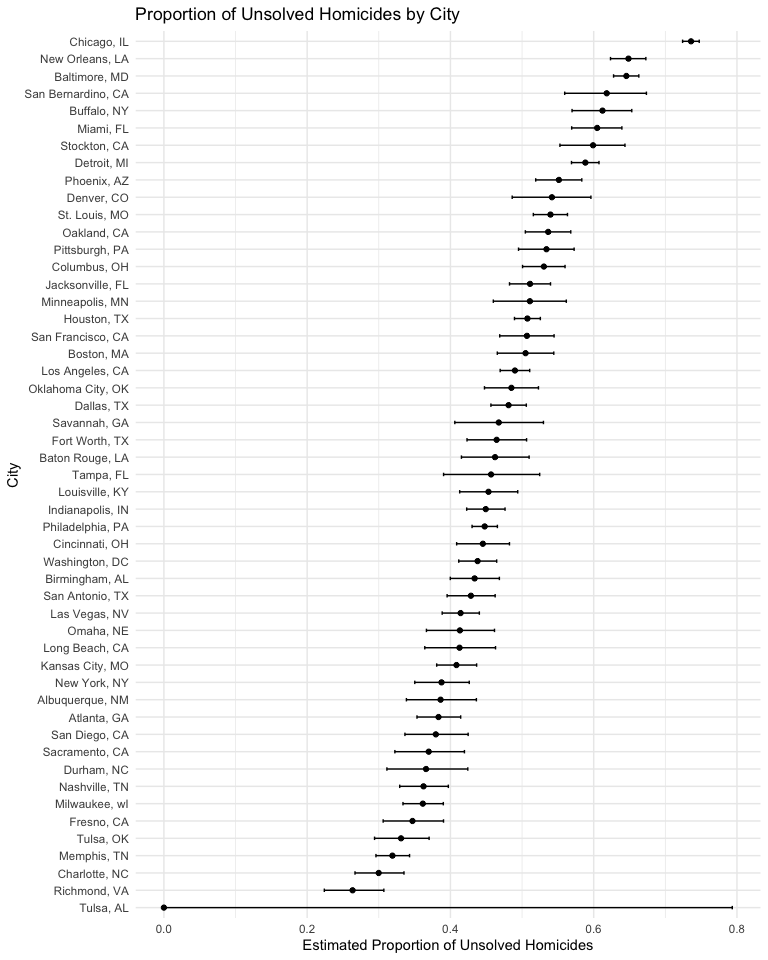 Proportion of Unsolved Homicides by City
Chicago, IL
New Orleans, LA
Baltimore, MD
San Bernardino, CA
Buffalo, NY
Miami, FL
Stockton, CA
Detroit, MI
Phoenix, AZ
Denver, CO
St. Louis, MO
Oakland, CA
Pittsburgh, PA
Columbus, OH
Jacksonville, FL
Minneapolis, MN
Houston, TX
San Francisco, CA
Boston, MA
Los Angeles, CA
Oklahoma City, OK
Dallas, TX
Savannah, GA
Fort Worth, TX
Baton Rouge, LA
Tampa, FL
Louisville, KY
Indianapolis, IN
Philadelphia, PA
Cincinnati, OH
Washington, DC
Birmingham, AL
San Antonio, TX
Las Vegas, NV
Omaha, NE
Long Beach, CA
Kansas City, MO
New York, NY
Albuquerque, NM
Atlanta, GA
San Diego, CA
Sacramento, CA
Durham, NC
Nashville, TN
Milwaukee, wI
Fresno, CA
Tulsa, OK
Memphis, TN
Charlotte, NC
Richmond, VA
Tulsa, AL
City
0.0 0.2 0.4 0.6 0.8
Estimated Proportion of Unsolved Homicides